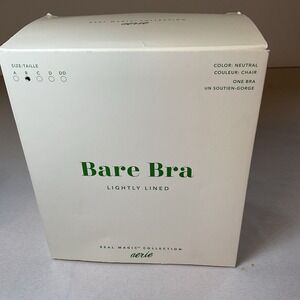 SIZE/TAILLE
A B C D DD
COLOR: NEUTRAL
COULEUR: CHAIR
ONE BRA
UN SOUTIEN-GORGE
Bare Bra
LIGHTLY LINED
REAL MAGIC™ COLLECTION
aerie